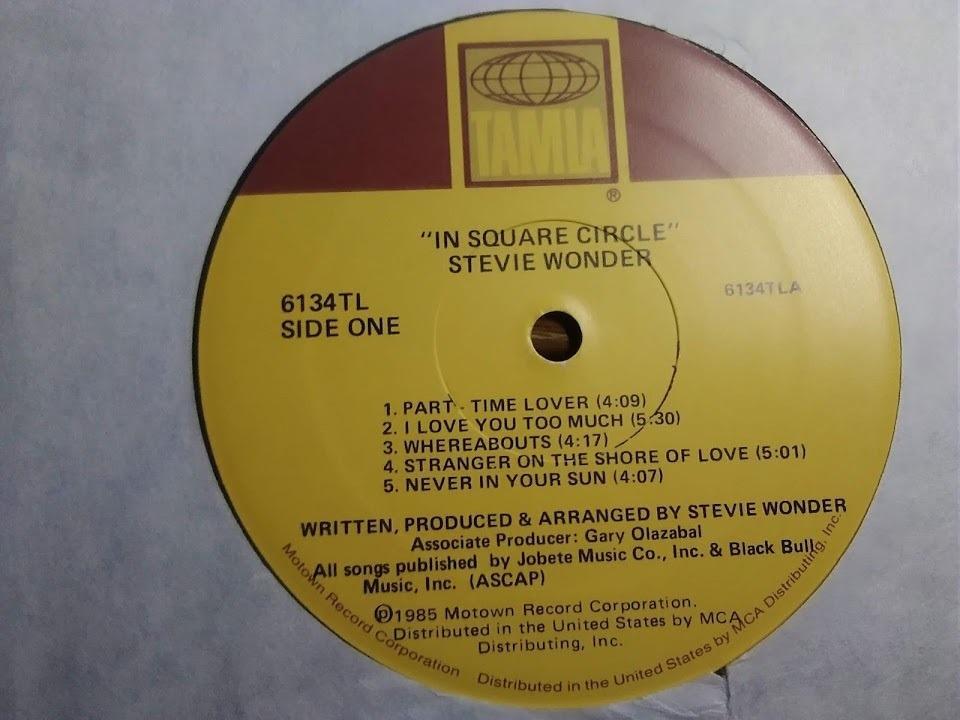 TAMLA
®
"IN SQUARE CIRCLE"
STEVIE WONDER
6134TL
SIDE ONE
6134TLA
1. PART - TIME LOVER (4:09)
2. I LOVE YOU TOO MUCH (5:30)
3. WHEREABOUTS (4:17)
4. STRANGER ON THE SHORE OF LOVE (5:01)
5. NEVER IN YOUR SUN (4:07)
WRITTEN, PRODUCED & ARRANGED BY STEVIE WONDER
Associate Producer: Gary Olazabal
All songs published by Jobete Music Co., Inc. & Black Bull
Music, Inc. (ASCAP)
℗1985 Motown Record Corporation.
Distributed in the United States by MCA
Distributing, Inc.
Motown Record Corporation Distributed in the United States by MCA Distributing, Inc.